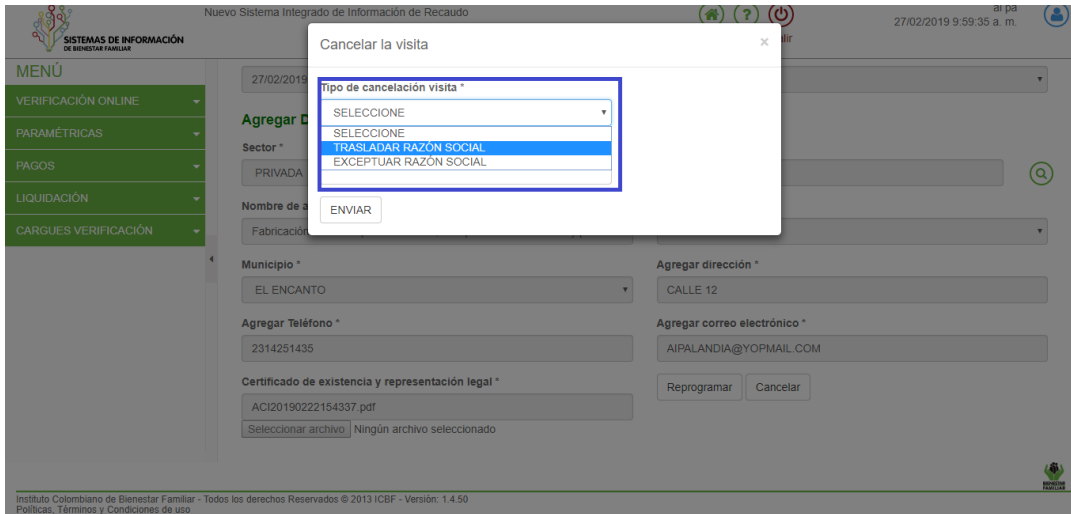 Nuevo Sistema Integrado de Información de Recaudo
al pa
27/02/2019 9:59:35 a. m.
SISTEMAS DE INFORMACIÓN
DE BIENESTAR FAMILIAR
Cancelar la visita
×
lir
MENÚ
VERIFICACIÓN ONLINE
PARAMÉTRICAS
PAGOS
LIQUIDACIÓN
CARGUES VERIFICACIÓN
27/02/2019
Tipo de cancelación visita *
SELECCIONE
SELECCIONE
TRASLADAR RAZÓN SOCIAL
EXCEPTUAR RAZÓN SOCIAL
ENVIAR
Agregar D
Sector *
PRIVADA
Nombre de a
Fabricación
Municipio *
Agregar dirección *
EL ENCANTO
CALLE 12
Agregar Teléfono *
Agregar correo electrónico *
2314251435
AIPALANDIA@YOPMAIL.COM
Certificado de existencia y representación legal *
Reprogramar
Cancelar
ACI20190222154337.pdf
Seleccionar archivo Ningún archivo seleccionado
BIENESTAR
FAMILIAR
Instituto Colombiano de Bienestar Familiar - Todos los derechos Reservados © 2013 ICBF - Versión: 1.4.50
Políticas, Términos y Condiciones de uso